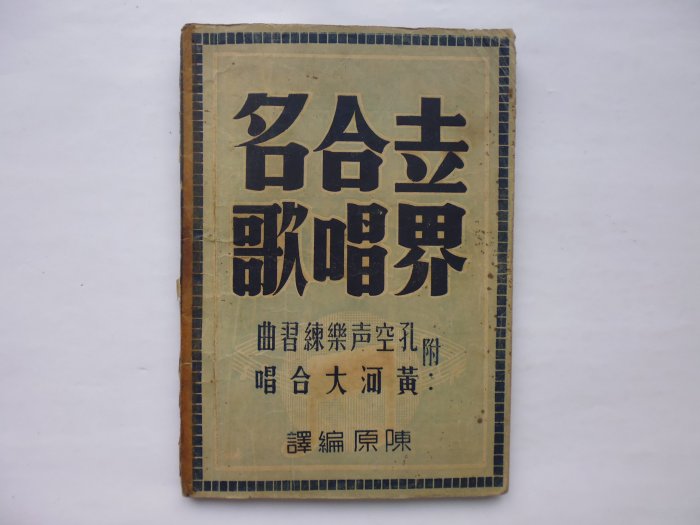 世界
合唱
名歌
附:
孔空声樂練習曲
黃河大合唱
陳原編譯